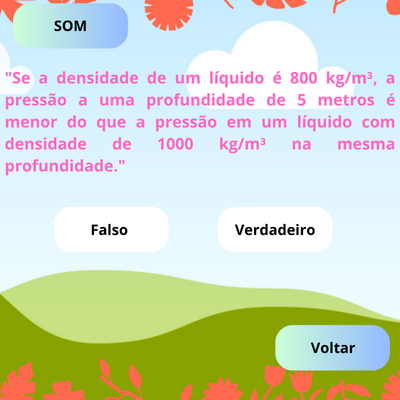 SOM
"Se a densidade de um líquido é 800 kg/m³, a
pressão a uma profundidade de 5 metros é
menor do que a pressão em um líquido com
densidade de 1000 kg/m³ na mesma
profundidade."
Falso Verdadeiro
Voltar